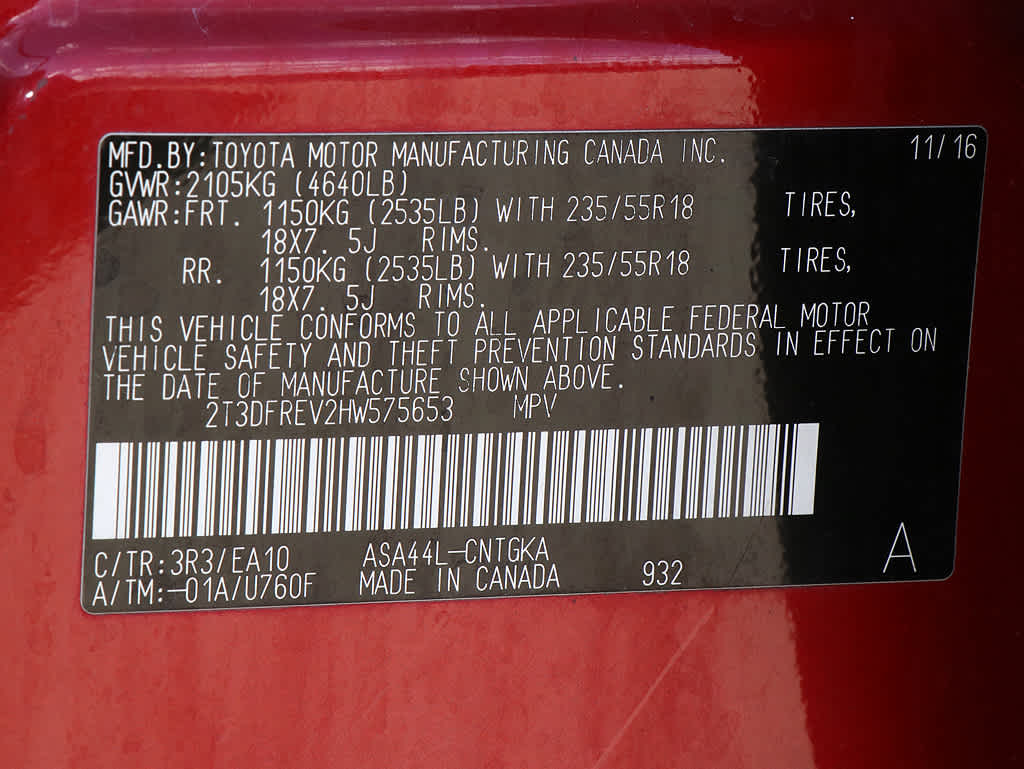 MFD.BY:TOYOTA MOTOR MANUFACTURING CANADA INC. 11/16
GVWR:2105KG (4640LB)
GAWR:FRT. 1150KG (2535LB) WITH 235/55R18 TIRES,
18X7. 5J RIMS.
RR. 1150KG (2535LB) WITH 235/55R18 TIRES,
18X7. 5J RIMS.
THIS VEHICLE CONFORMS TO ALL APPLICABLE FEDERAL MOTOR
VEHICLE SAFETY AND THEFT PREVENTION STANDARDS IN EFFECT ON
THE DATE OF MANUFACTURE SHOWN ABOVE.
2T3DFREV2HW575653 MPV
C/TR:3R3/EA10 ASA44L-CNTGKA A
A/TM:-01A/U760F MADE IN CANADA 932